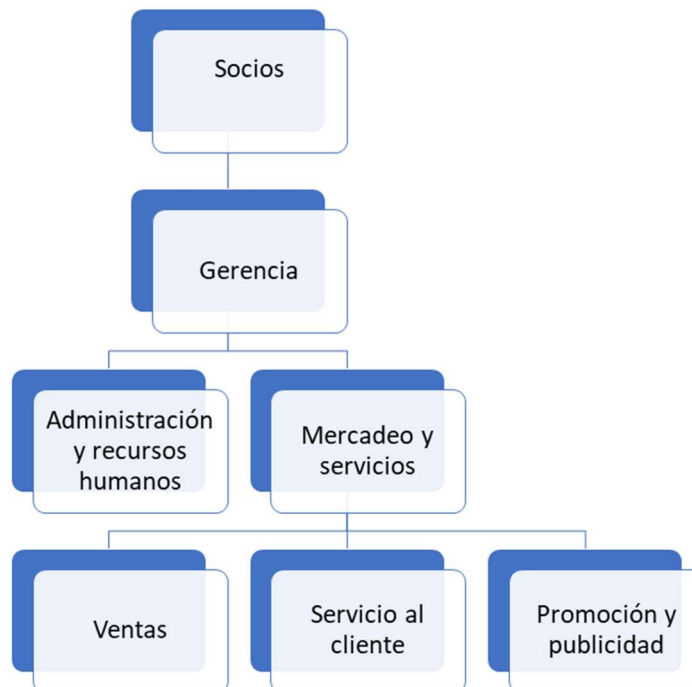 Socios
Gerencia
Administración
y recursos
humanos
Mercadeo y
servicios
Ventas
Servicio al
cliente
Promoción y
publicidad